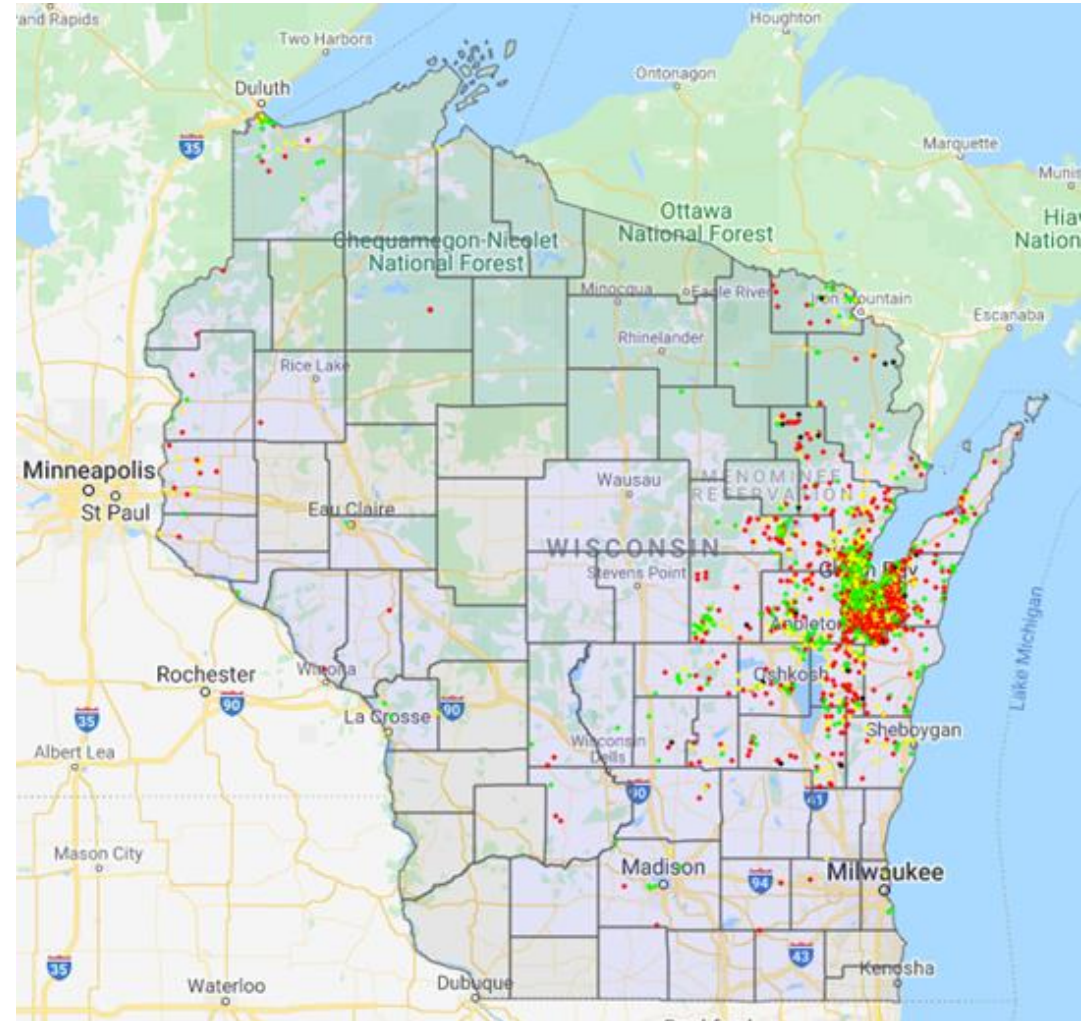 and Rapids
Houghton
Two Harbors
Ontonagon
Duluth
35
Marquette
Munis
Ottawa
National Forest
Hiaw
Nation
Chequamegon-Nicolet
National Forest
Minocqua
Eagle River
Iron Mountain
Escanaba
Rhinelander
Rice Lake
Minneapolis
St Paul
Wausau
MENOMINEE
RESERVATION
Eau Claire
WISCONSIN
Stevens Point
Green Bay
Appleton
Lake Michigan
Rochester
90
Winona
Oshkosh
35
La Crosse
90
Sheboygan
Albert Lea
Wisconsin
Dells
90
41
Mason City
Madison
94
Milwaukee
35
43
Kenosha
Waterloo
Dubuque